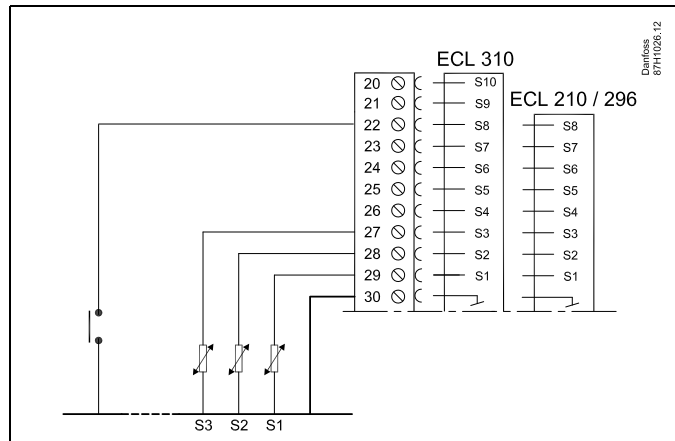 Danfoss
87H1026.12
ECL 310
ECL 210 / 296
20 S10
21 S9
22 S8 S8
23 S7 S7
24 S6 S6
25 S5 S5
26 S4 S4
27 S3 S3
28 S2 S2
29 S1 S1
30
S3 S2 S1